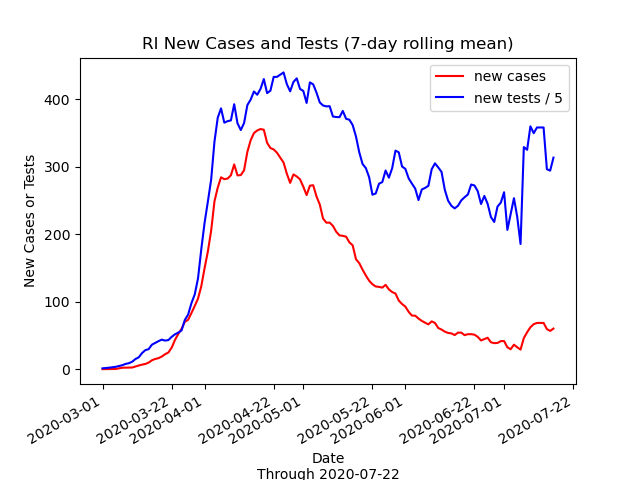 RI New Cases and Tests (7-day rolling mean)
new cases
new tests / 5
New Cases or Tests
400
300
200
100
0
2020-03-01
2020-03-22
2020-04-01
2020-04-22
2020-05-01
2020-05-22
2020-06-01
2020-06-22
2020-07-01
2020-07-22
Date
Through 2020-07-22